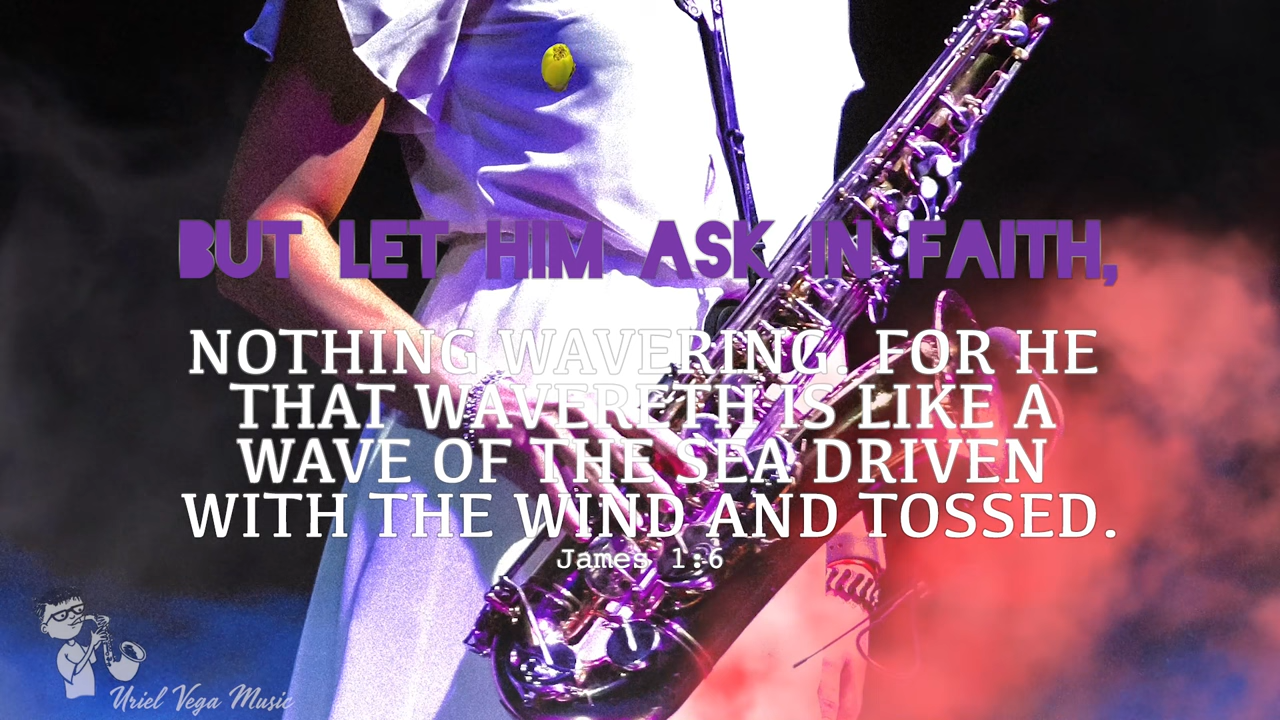 BUT LET HIM ASK IN FAITH,
NOTHING WAVERING. FOR HE
THAT WAVERETH IS LIKE A
WAVE OF THE SEA DRIVEN
WITH THE WIND AND TOSSED.
James 1:6
Uriel Vega Music